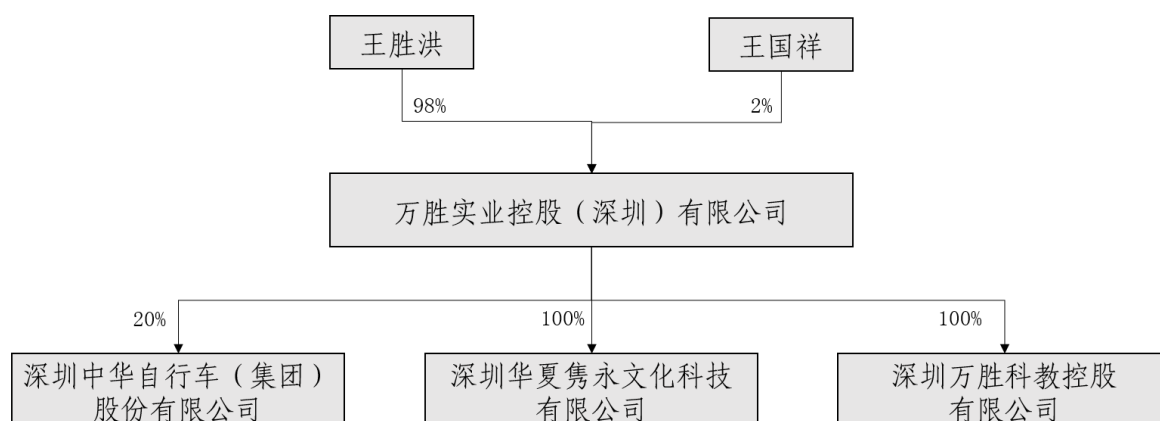 王胜洪
王国祥
98%
2%
万胜实业控股（深圳）有限公司
20%
100%
100%
深圳中华自行车（集团）
股份有限公司
深圳华夏隽永文化科技
有限公司
深圳万胜科教控股
有限公司